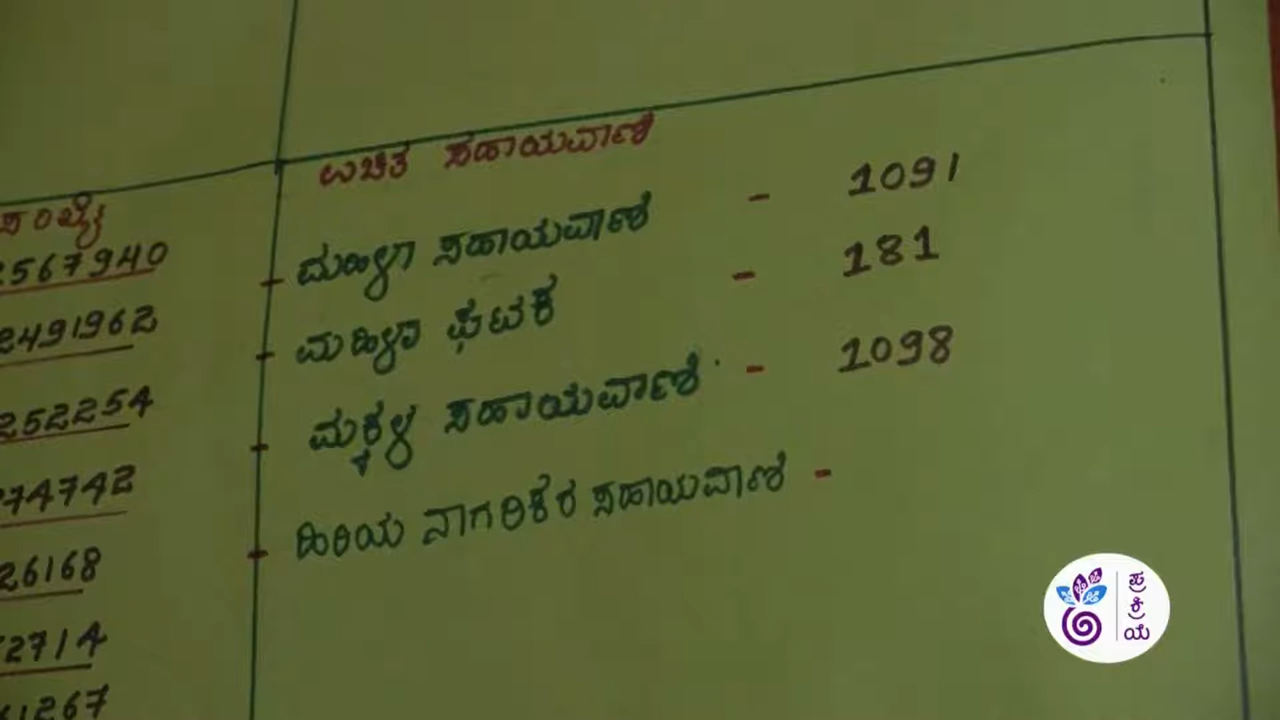 ಉಚಿತ ಸಹಾಯವಾಣಿ
ಮಹಿಳಾ ಸಹಾಯವಾಣಿ - 1091
ಮಹಿಳಾ ಘಟಕ - 181
ಮಕ್ಕಳ ಸಹಾಯವಾಣಿ - 1098
ಹಿರಿಯ ನಾಗರಿಕರ ಸಹಾಯವಾಣಿ -
ಸಂಖ್ಯೆ
2567940 -
2491962 -
252254 -
74742 -
26168
2714
1267
ಪ್ರಕ್ರಿಯೆ